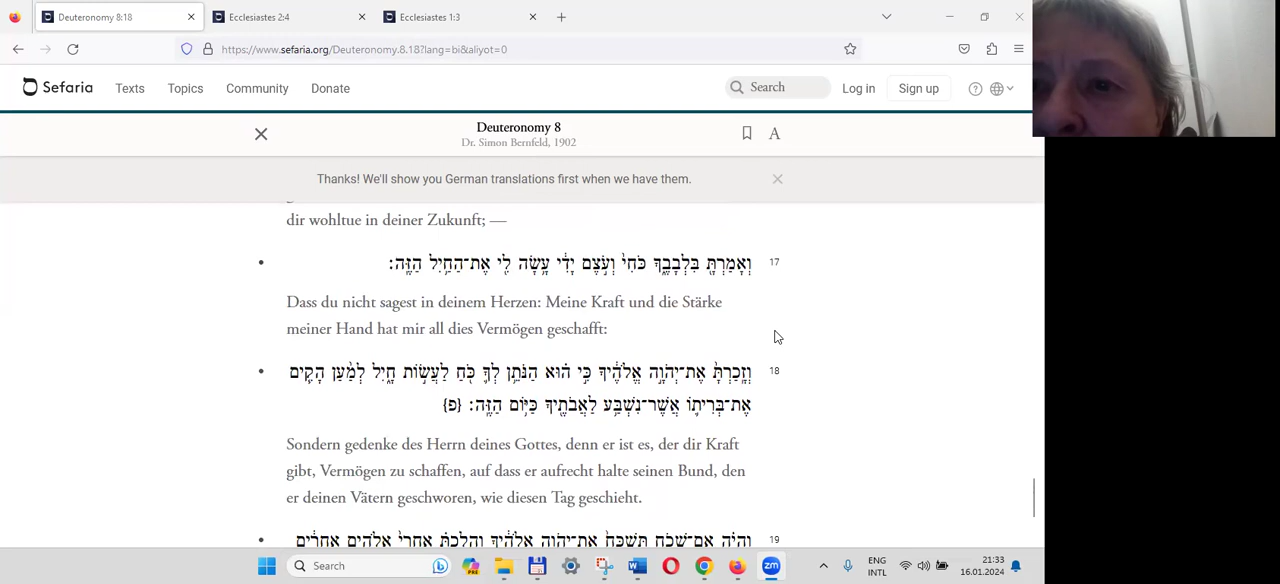 Deuteronomy 8:18
Ecclesiastes 2:4
Ecclesiastes 1:3
https://www.sefaria.org/Deuteronomy.8.18?lang=bi&aliyot=0
Sefaria Texts Topics Community Donate Search Log in Sign up
Deuteronomy 8
Dr. Simon Bernfeld, 1902
A
Thanks! We'll show you German translations first when we have them.
dir wohltue in deiner Zukunft; —
17
וְאָמַרְתָּ֖ בִּלְבָבֶ֑ךָ כֹּחִי֙ וְעֹ֣צֶם יָדִ֔י עָ֥שָׂה לִ֖י אֶת־הַחַ֥יִל הַזֶּֽה׃
Dass du nicht sagest in deinem Herzen: Meine Kraft und die Stärke
meiner Hand hat mir all dies Vermögen geschafft:
18
וְזָֽכַרְתָּ֙ אֶת־יְהֹוָ֣ה אֱלֹהֶ֔יךָ כִּ֣י ה֗וּא הַנֹּתֵ֥ן לְךָ֛ כֹּ֖חַ לַעֲשׂ֣וֹת חָ֑יִל לְמַ֨עַן הָקִ֧ים
אֶת־בְּרִית֛וֹ אֲשֶׁר־נִשְׁבַּ֥ע לַאֲבֹתֶ֖יךָ כַּיּ֥וֹם הַזֶּֽה׃ {פ}
Sondern gedenke des Herrn deines Gottes, denn er ist es, der dir Kraft
gibt, Vermögen zu schaffen, auf dass er aufrecht halte seinen Bund, den
er deinen Vätern geschworen, wie diesen Tag geschieht.
19
וְהָיָ֗ה אִם־שָׁכֹ֤חַ תִּשְׁכַּח֙ אֶת־יְהֹוָ֣ה אֱלֹהֶ֔יךָ וְהָֽלַכְתָּ֗ אַחֲרֵי֙ אֱלֹהִ֣ים אֲחֵרִ֔ים
Search
ENG
INTL
21:33
16.01.2024